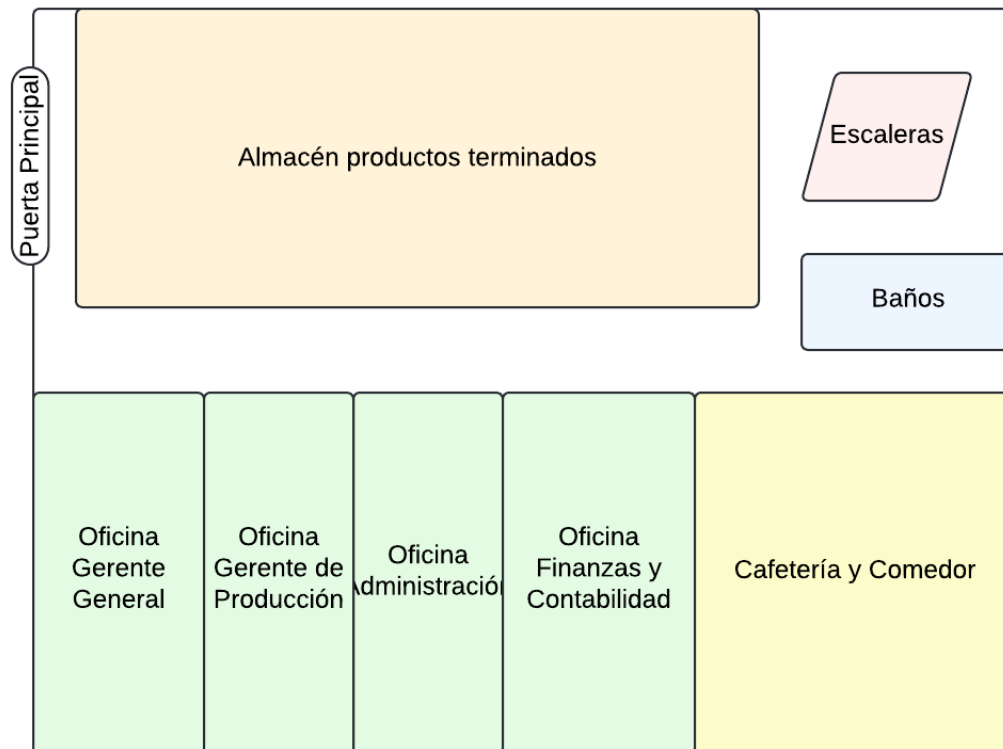 Puerta Principal
Almacén productos terminados
Escaleras
Baños
Oficina
Gerente
General
Oficina
Gerente de
Producción
Oficina
Administración
Oficina
Finanzas y
Contabilidad
Cafetería y Comedor